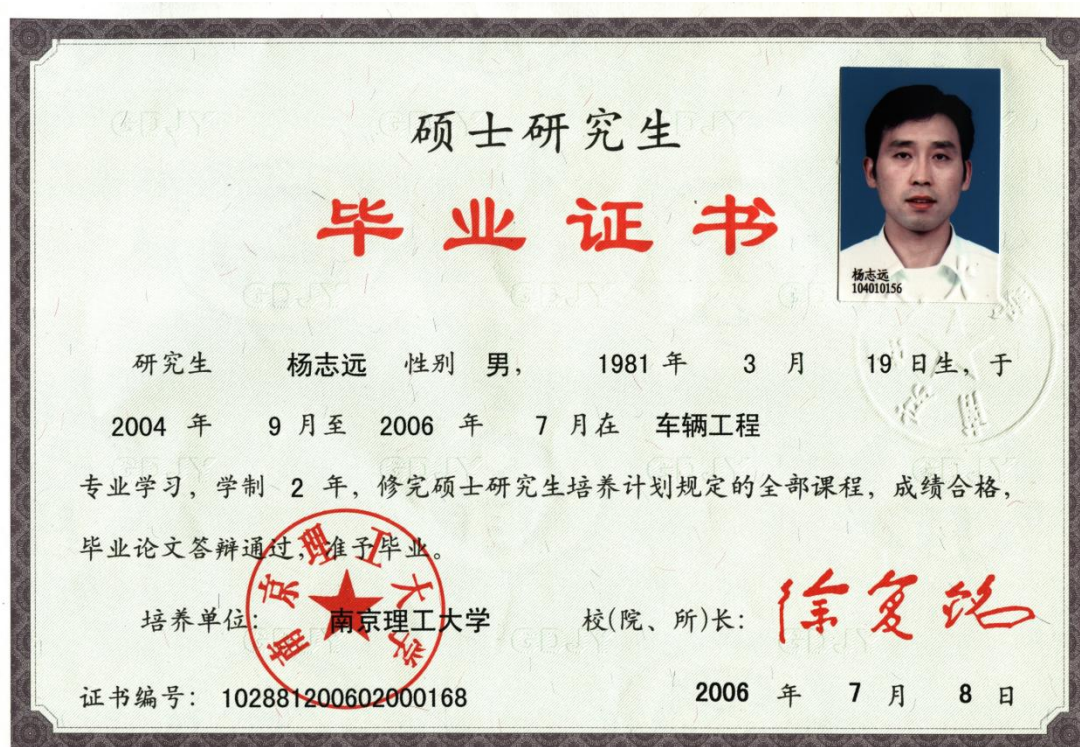 硕士研究生
毕业证书
杨志远
104010156
研究生 杨志远 性别 男, 1981 年 3 月 19 日生, 于
2004 年 9 月至 2006 年 7 月在 车辆工程
专业学习, 学制 2 年, 修完硕士研究生培养计划规定的全部课程, 成绩合格,
毕业论文答辩通过, 准予毕业。
培养单位: 南京理工大学 校(院、所)长: 徐复铭
南京理工大学
证书编号: 102881200602000168 2006 年 7 月 8 日